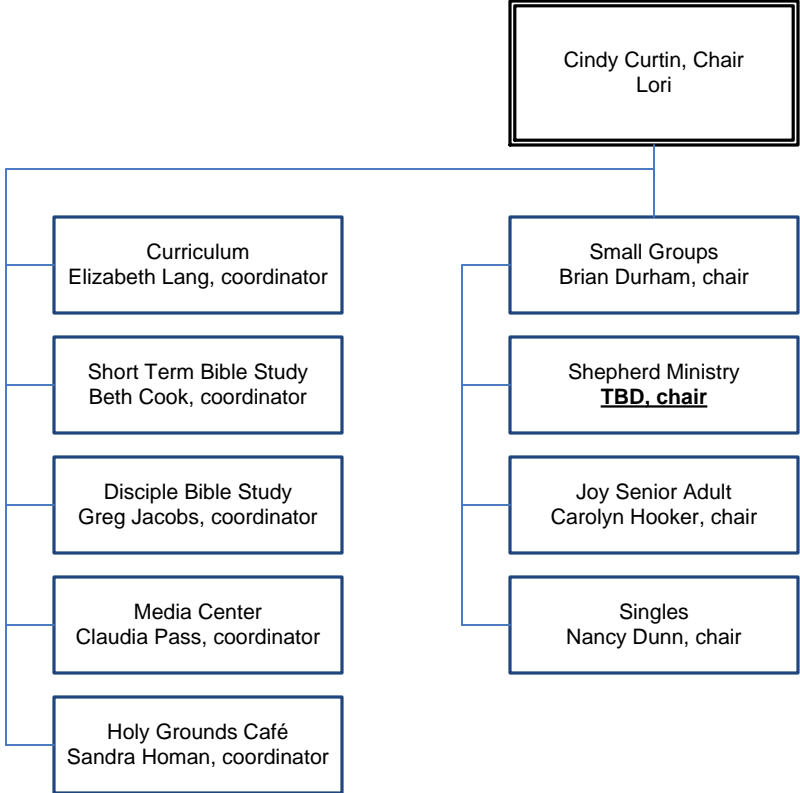 Cindy Curtin, Chair
Lori
Curriculum
Elizabeth Lang, coordinator
Short Term Bible Study
Beth Cook, coordinator
Disciple Bible Study
Greg Jacobs, coordinator
Media Center
Claudia Pass, coordinator
Holy Grounds Café
Sandra Homan, coordinator
Small Groups
Brian Durham, chair
Shepherd Ministry
TBD, chair
Joy Senior Adult
Carolyn Hooker, chair
Singles
Nancy Dunn, chair